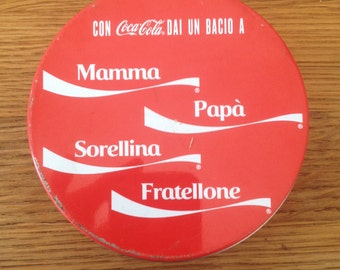 CON Coca-Cola DAI UN BACIO A
Mamma
®
Papà
®
Sorellina
®
Fratellone
®